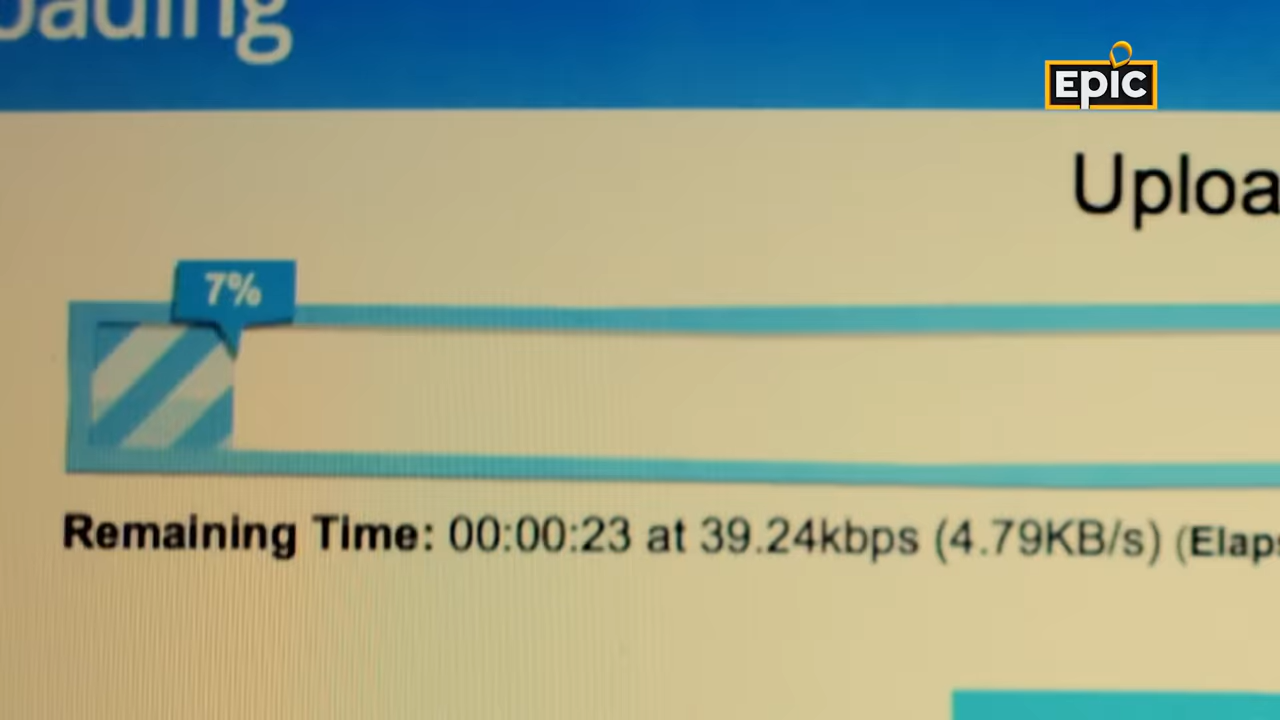 oading
EPIC
Uploa
7%
Remaining Time: 00:00:23 at 39.24kbps (4.79KB/s) (Elaps